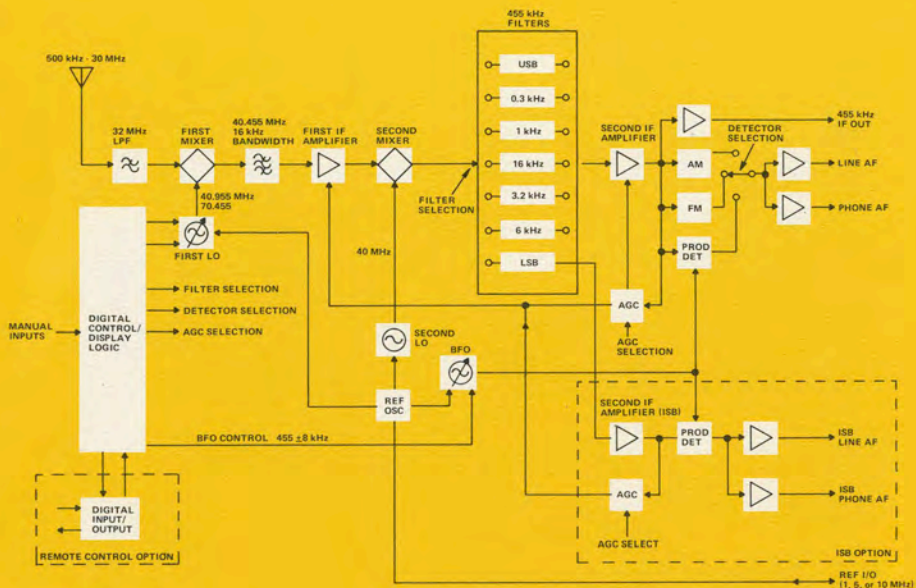 455 kHz
FILTERS
500 kHz - 30 MHz
USB
0.3 kHz
1 kHz
16 kHz
3.2 kHz
6 kHz
LSB
32 MHz
LPF
FIRST
MIXER
40.455 MHz
16 kHz
BANDWIDTH
FIRST IF
AMPLIFIER
SECOND
MIXER
FILTER
SELECTION
SECOND IF
AMPLIFIER
455 kHz
IF OUT
DETECTOR
SELECTION
AM
LINE AF
FM
PHONE AF
PROD
DET
40.955 MHz
70.455
FIRST LO
40 MHz
DIGITAL
CONTROL/
DISPLAY
LOGIC
MANUAL
INPUTS
FILTER SELECTION
DETECTOR SELECTION
AGC SELECTION
AGC
AGC
SELECTION
SECOND
LO
BFO
REF
OSC
BFO CONTROL 455 ±8 kHz
SECOND IF
AMPLIFIER (ISB)
PROD
DET
ISB
LINE AF
AGC
ISB
PHONE AF
AGC SELECT
ISB OPTION
DIGITAL
INPUT/
OUTPUT
REMOTE CONTROL OPTION
REF I/O
(1, 5, or 10 MHz)